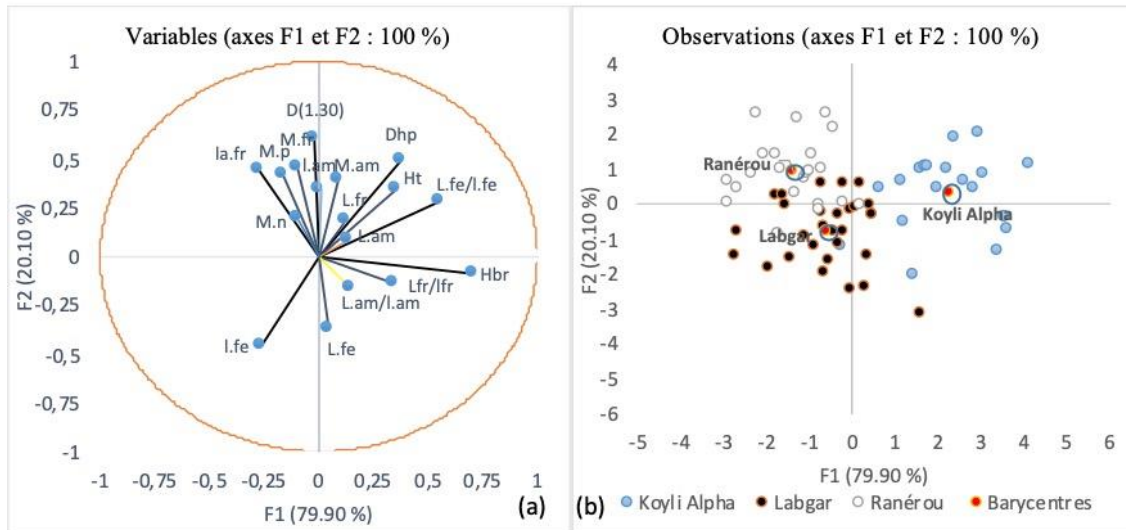 Variables (axes F1 et F2 : 100 %)
1
0,75
0,5
0,25
0
-0,25
-0,5
-0,75
-1
F2 (20.10 %)
D(1.30)
M.fr
Dhp
la.fr
M.p
l.am
M.am
Ht
L.fe/l.fe
M.n
L.fr
L.am
Hbr
Lfr/lfr
L.am/l.am
l.fe
L.fe
-1 0,75 -0,5 0,25 0 0,25 0,5 0,75 1
F1 (79.90 %)
(a)
Observations (axes F1 et F2 : 100 %)
4
3
2
1
0
-1
-2
-3
-4
-5
-6
F2 (20.10 %)
Ranérou
Koyli Alpha
Labgar
-5 -4 -3 -2 -1 0 1 2 3 4 5 6
F1 (79.90 %)
(b)
Koyli Alpha Labgar Ranérou Barycentres